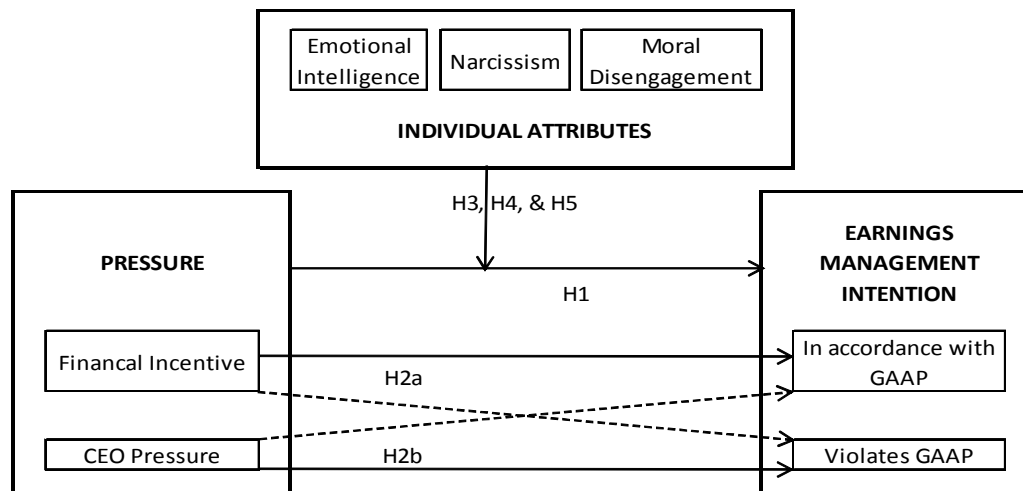 Emotional
Intelligence
Narcissism
Moral
Disengagement
INDIVIDUAL ATTRIBUTES
H3, H4, & H5
PRESSURE
EARNINGS
MANAGEMENT
INTENTION
H1
Financal Incentive
In accordance with
GAAP
H2a
CEO Pressure
H2b
Violates GAAP